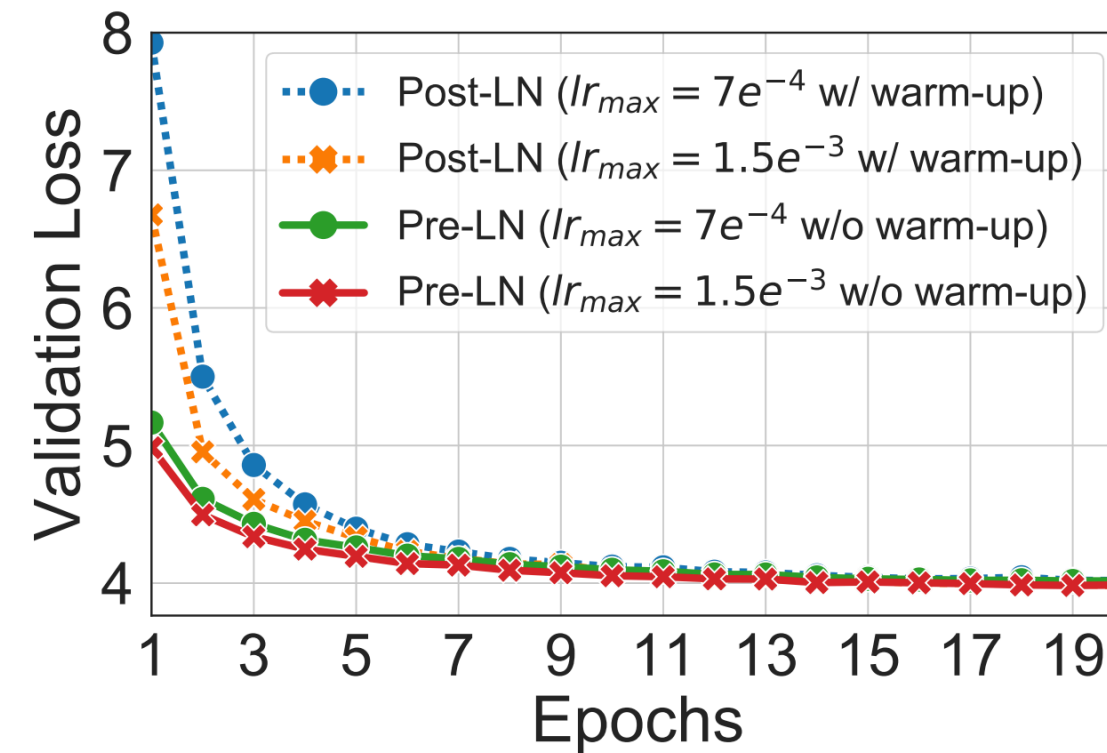 Validation Loss
8
7
6
5
4
Post-LN (lr_max = 7e^−4 w/ warm-up)
Post-LN (lr_max = 1.5e^−3 w/ warm-up)
Pre-LN (lr_max = 7e^−4 w/o warm-up)
Pre-LN (lr_max = 1.5e^−3 w/o warm-up)
1 3 5 7 9 11 13 15 17 19
Epochs